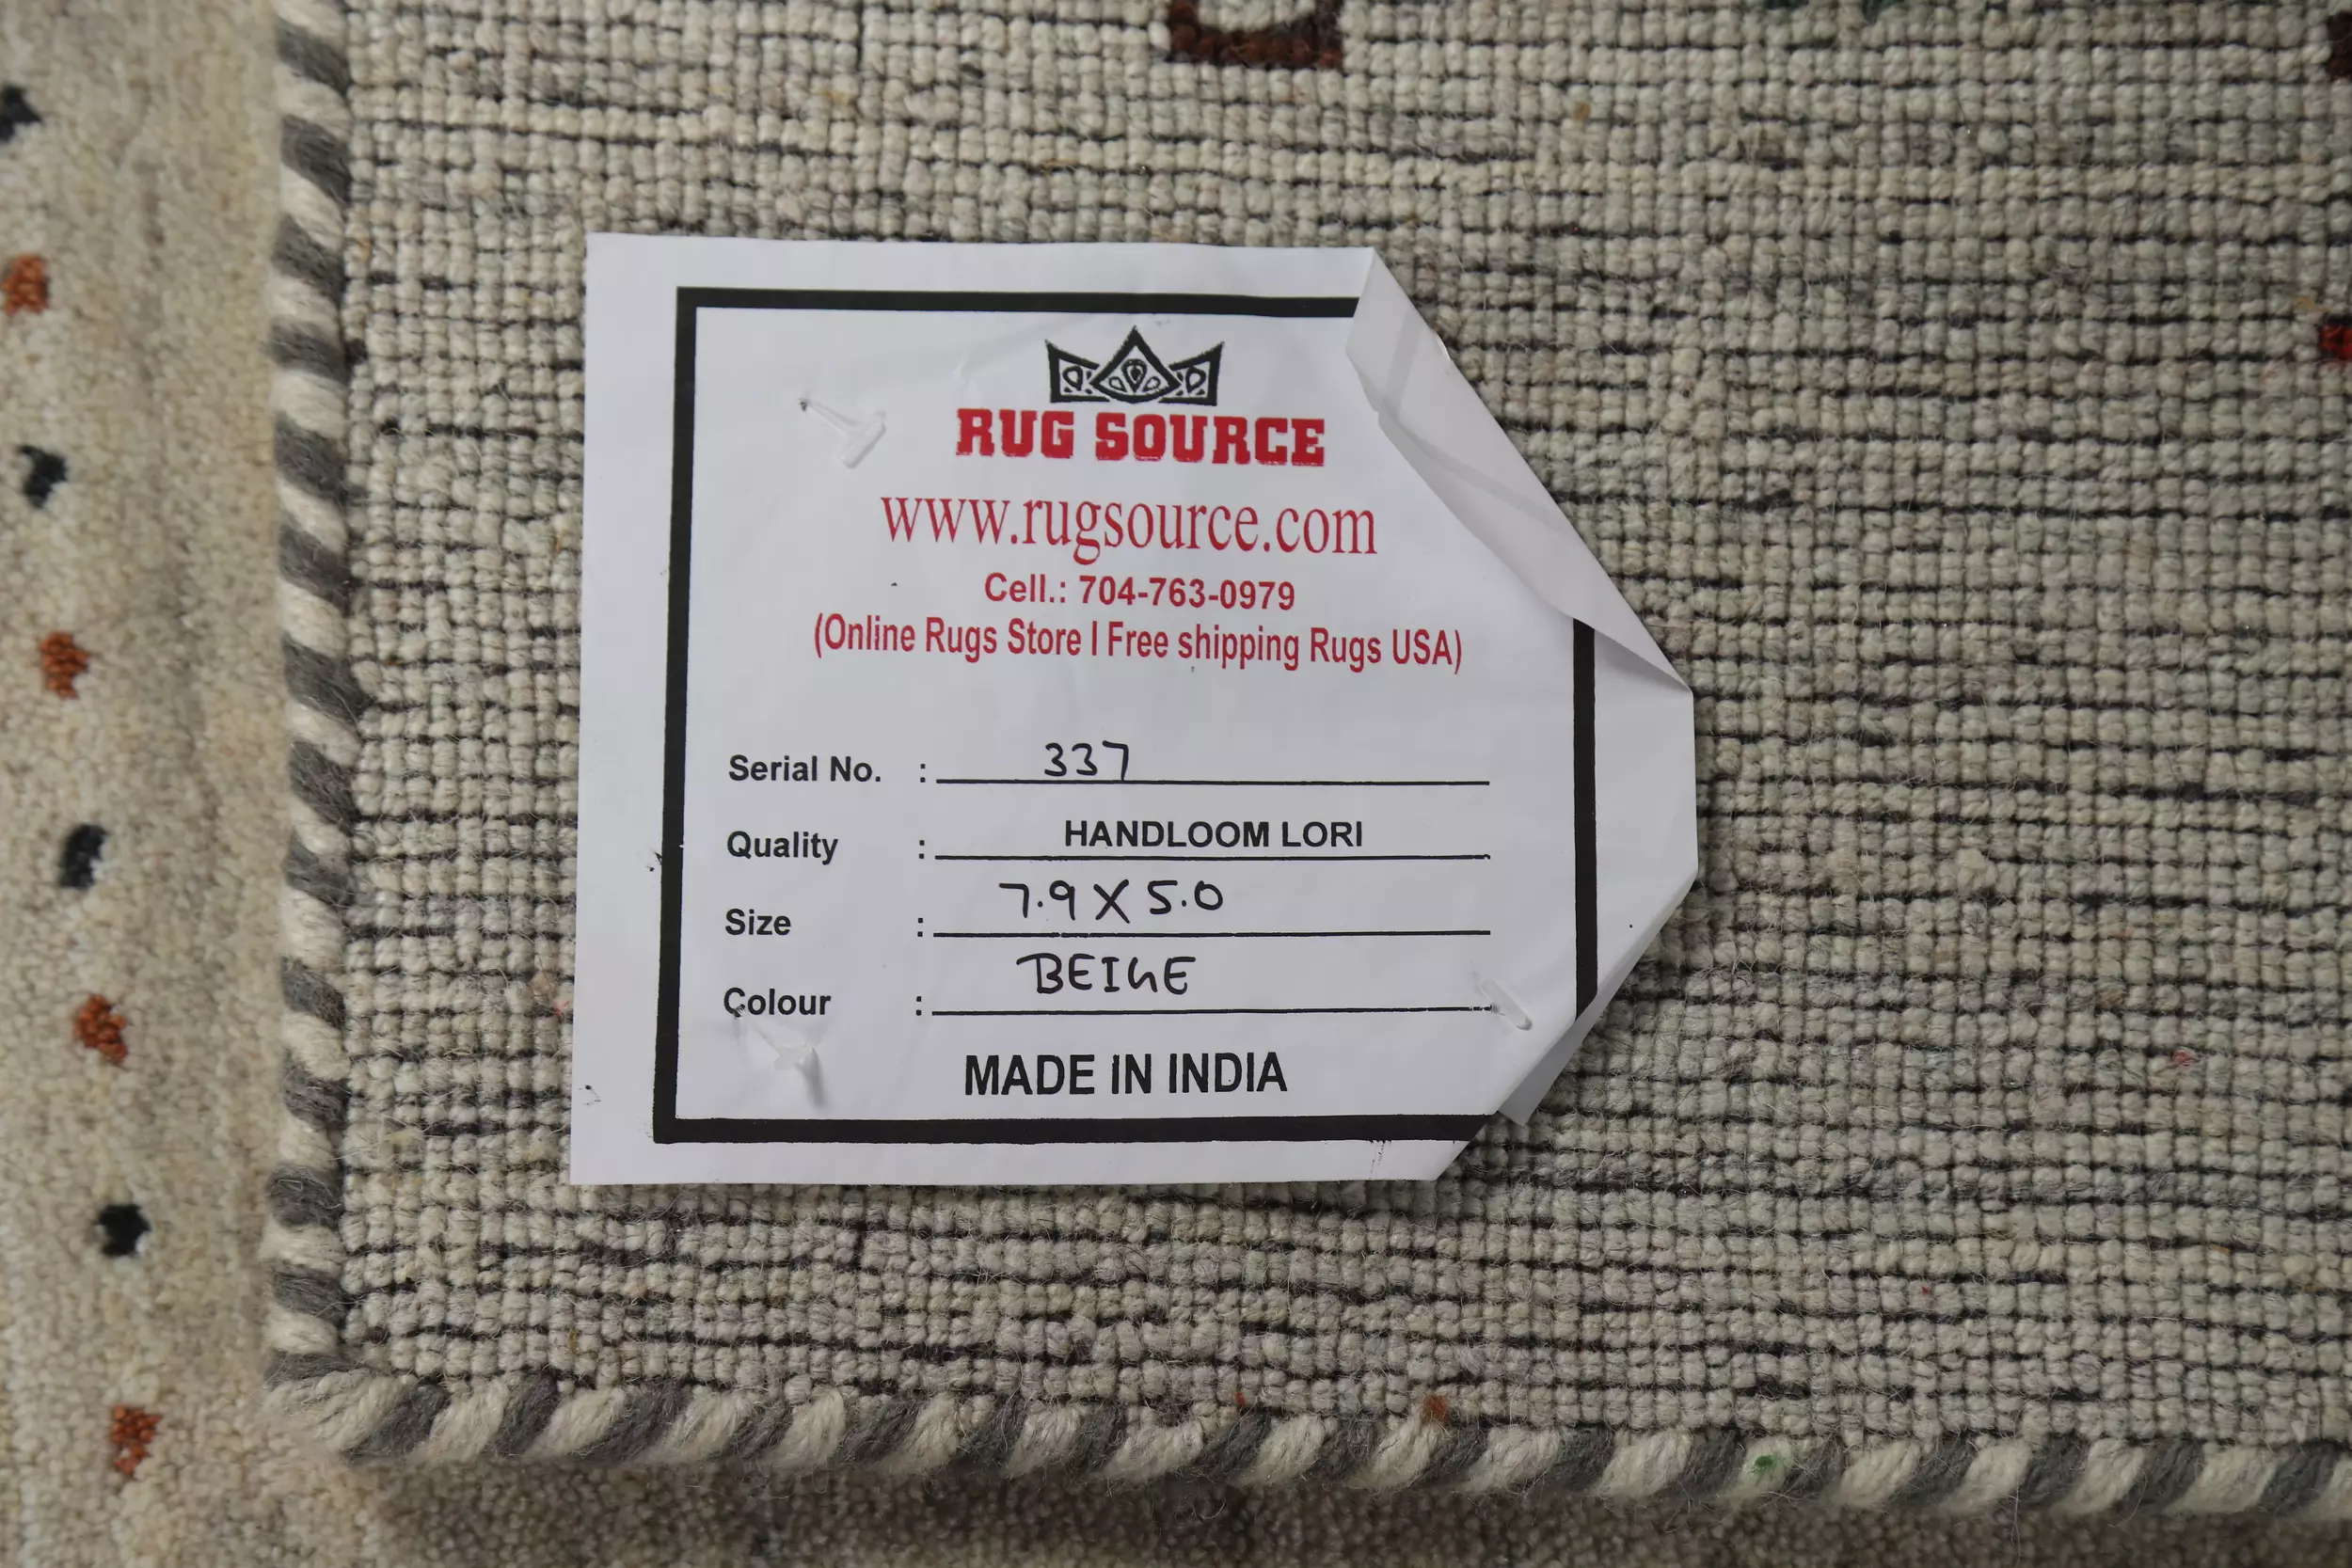 RUG SOURCE
www.rugsource.com
Cell.: 704-763-0979
(Online Rugs Store I Free shipping Rugs USA)
Serial No. : 337
Quality : HANDLOOM LORI
Size : 7.9 X 5.0
Colour : BEIGE
MADE IN INDIA